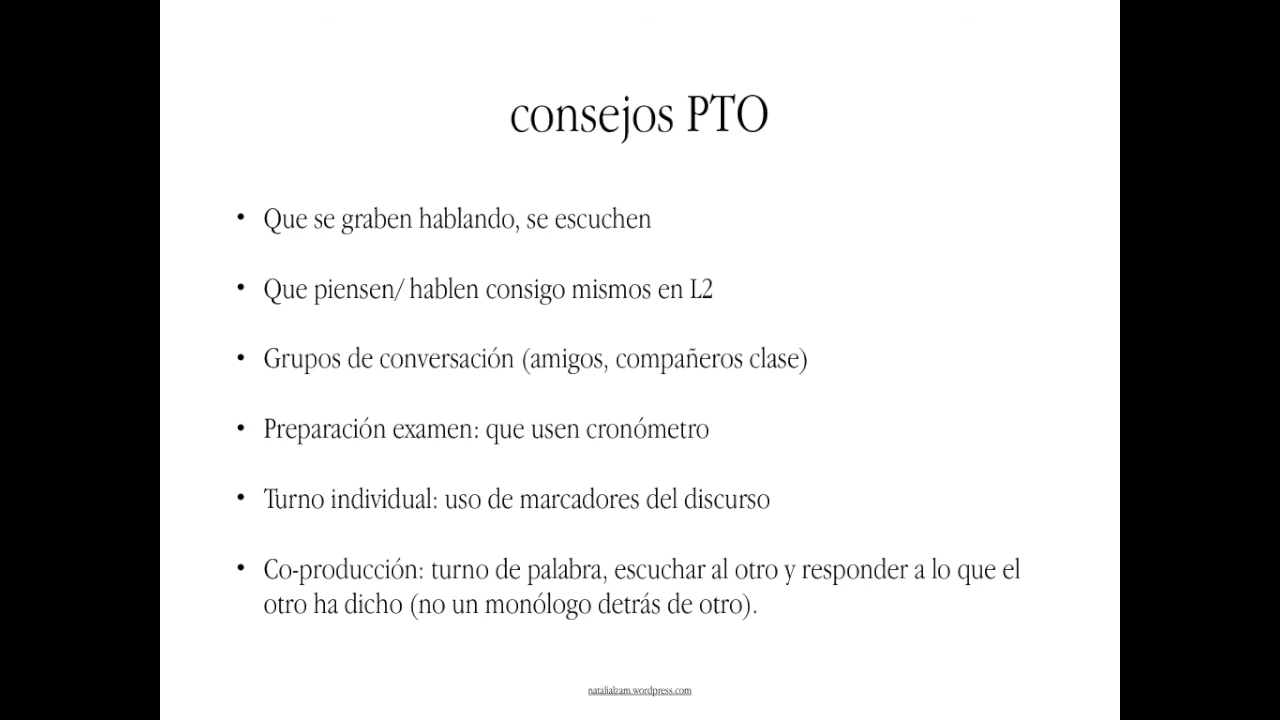 consejos PTO
• Que se graben hablando, se escuchen
• Que piensen/ hablen consigo mismos en L2
• Grupos de conversación (amigos, compañeros clase)
• Preparación examen: que usen cronómetro
• Turno individual: uso de marcadores del discurso
• Co-producción: turno de palabra, escuchar al otro y responder a lo que el
otro ha dicho (no un monólogo detrás de otro).
natalialzam.wordpress.com